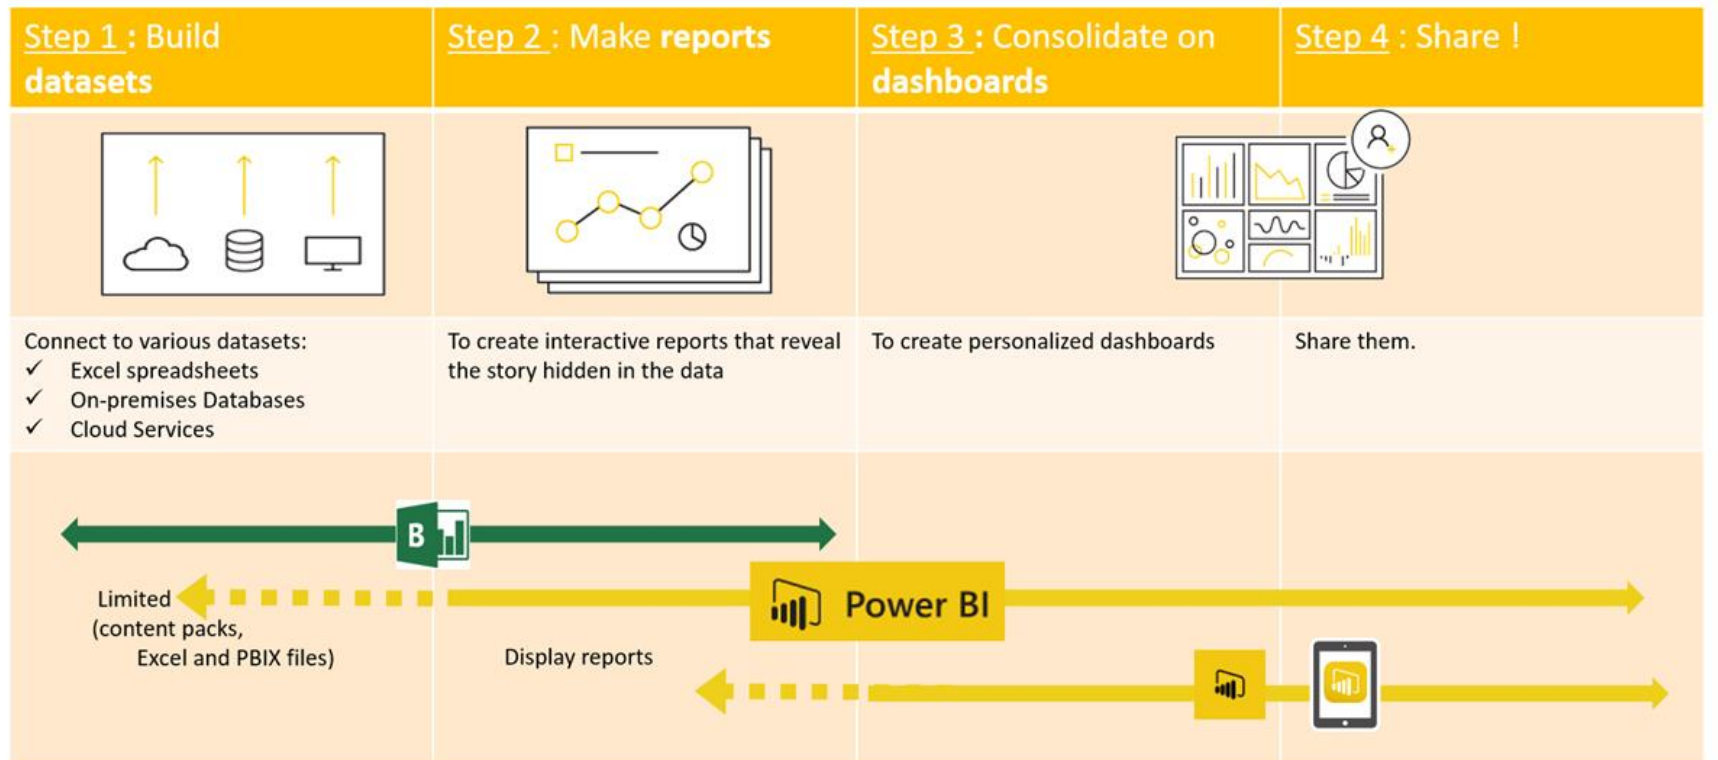 Step 1 : Build
datasets
Step 2 : Make reports
Step 3 : Consolidate on
dashboards
Step 4 : Share !
Connect to various datasets:
✓ Excel spreadsheets
✓ On-premises Databases
✓ Cloud Services
To create interactive reports that reveal
the story hidden in the data
To create personalized dashboards
Share them.
B
Limited
(content packs,
Excel and PBIX files)
Power BI
Display reports